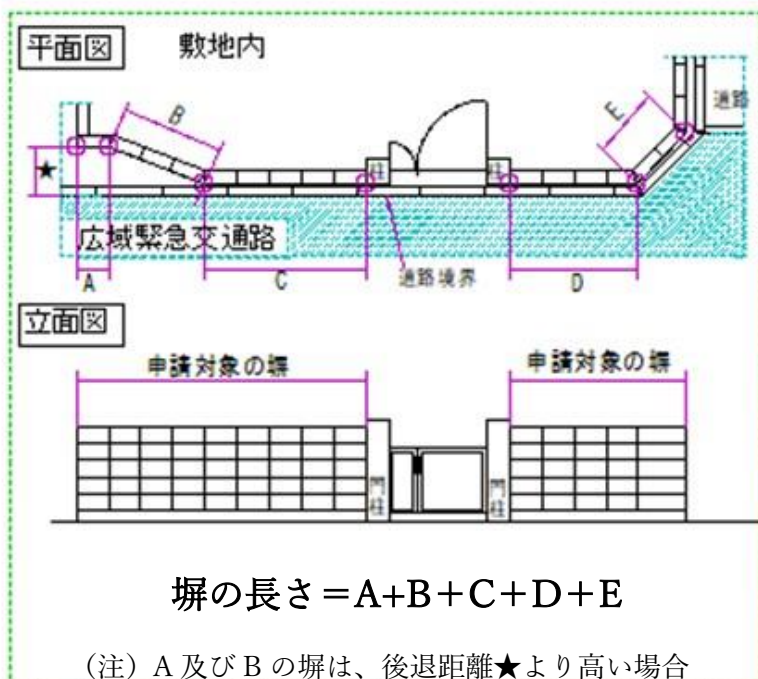 平面図 敷地内
B
E
道路
★
柱 柱
広域緊急交通路
A C 道路境界 D
立面図
申請対象の塀 申請対象の塀
門柱 門柱
塀の長さ＝A+B＋C＋D＋E
（注）A 及び B の塀は、後退距離★より高い場合